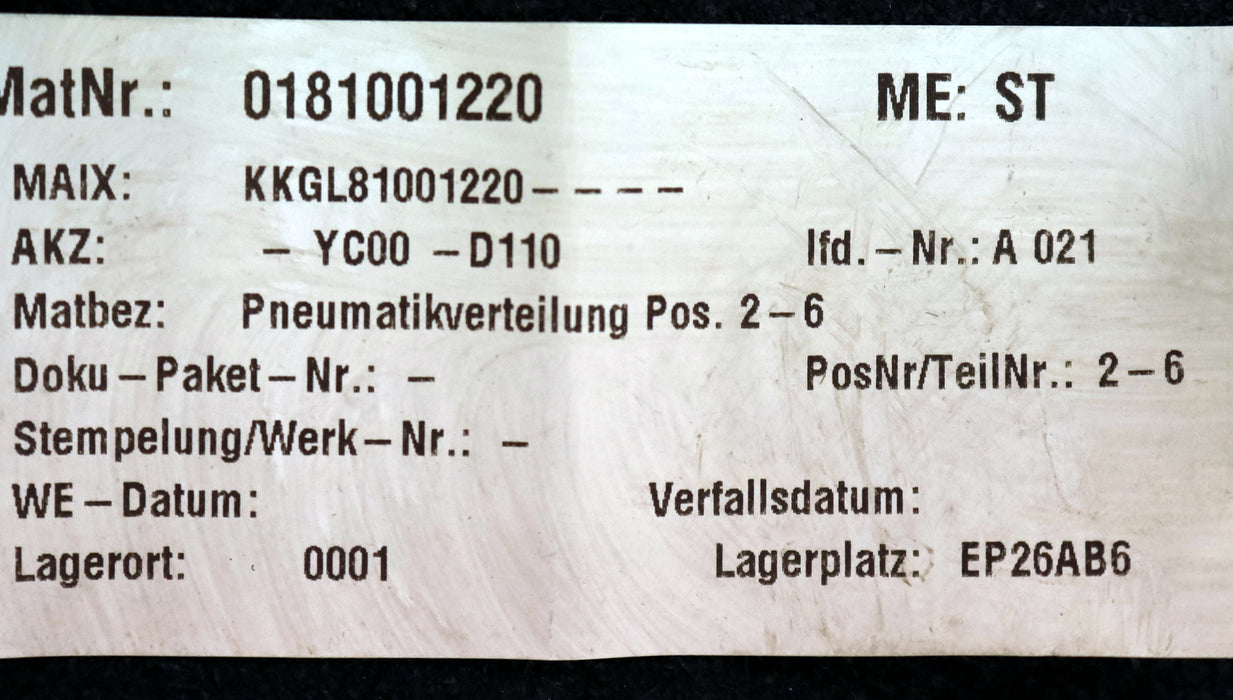 MatNr.: 0181001220 ME: ST
MAIX: KKGL81001220– – – –
AKZ: – YC00 –D110 lfd.–Nr.: A 021
Matbez: Pneumatikverteilung Pos. 2–6
Doku–Paket–Nr.: – PosNr/TeilNr.: 2–6
Stempelung/Werk–Nr.: –
WE–Datum: Verfallsdatum:
Lagerort: 0001 Lagerplatz: EP26AB6